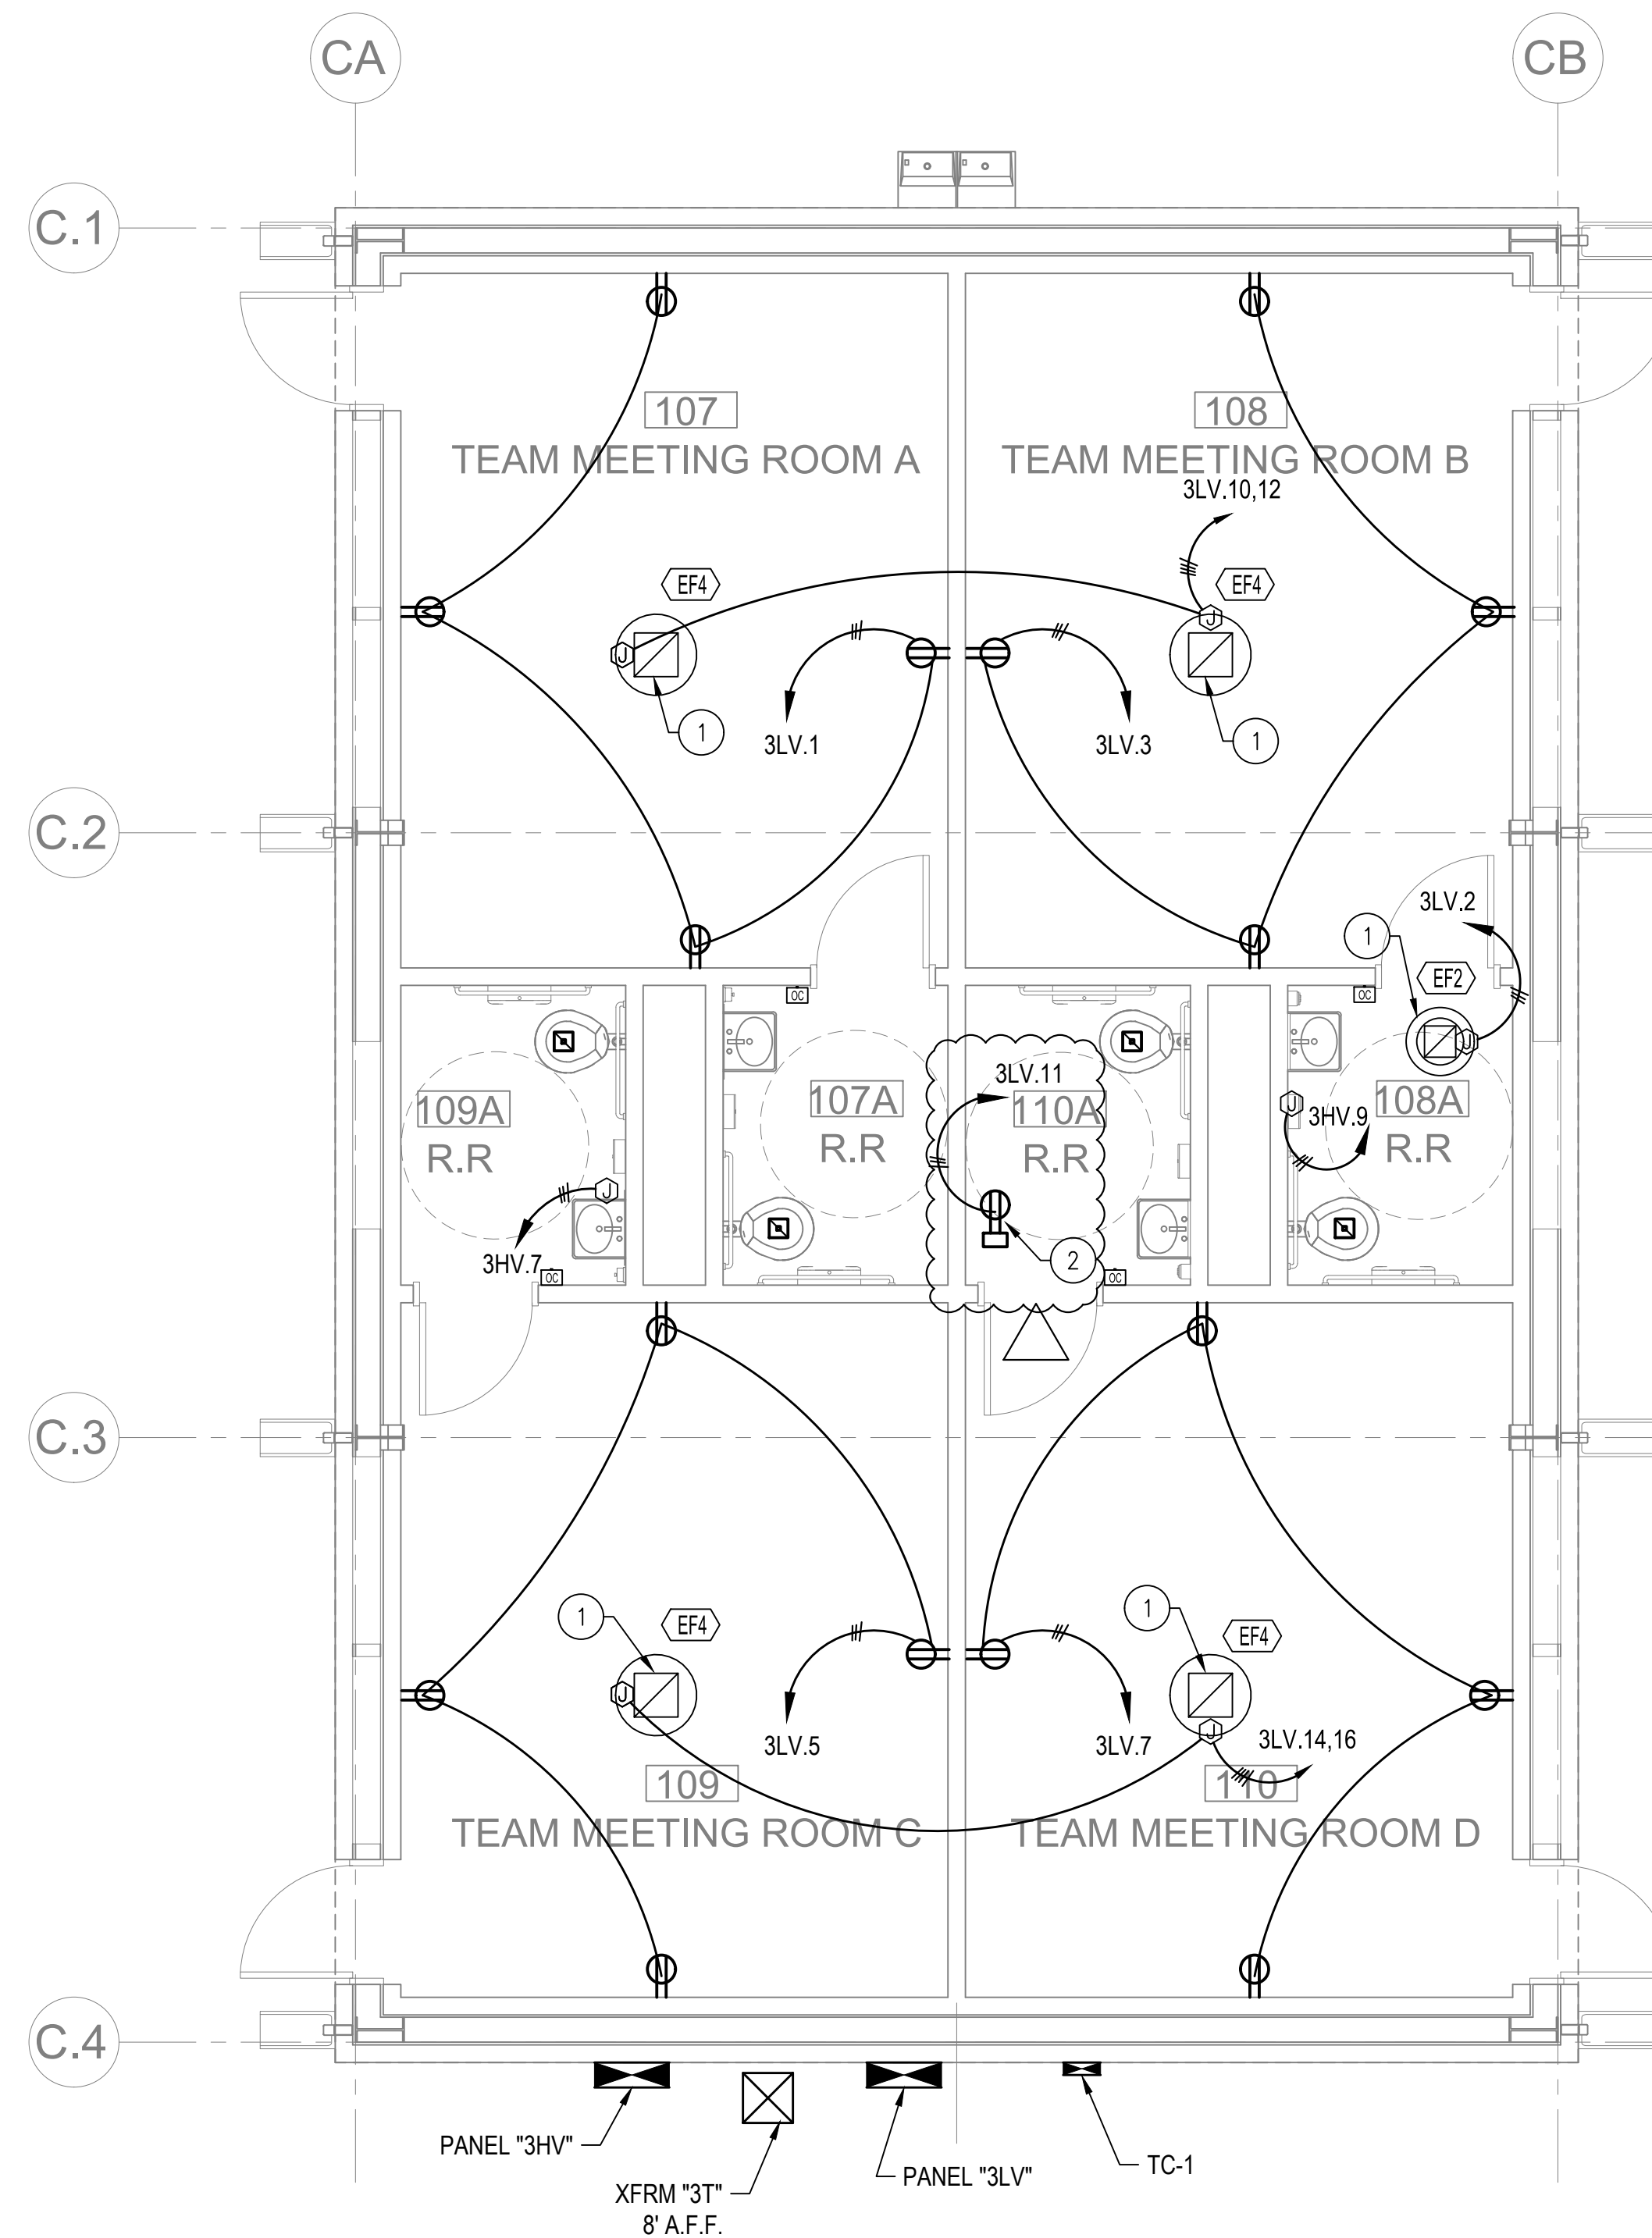 CA
CB
C.1
107
108
TEAM MEETING ROOM A
TEAM MEETING ROOM B
3LV.10,12
EF4
EF4
J
J
1
1
3LV.1
3LV.3
C.2
3LV.2
1
EF2
OC
OC
J
3LV.11
109A
107A
110A
J
3HV.9
108A
R.R
R.R
R.R
R.R
J
3HV.7
OC
2
OC
C.3
1
EF4
1
EF4
J
3LV.5
3LV.7
J
3LV.14,16
109
110
TEAM MEETING ROOM C
TEAM MEETING ROOM D
C.4
PANEL "3HV"
XFRM "3T"
8' A.F.F.
PANEL "3LV"
TC-1